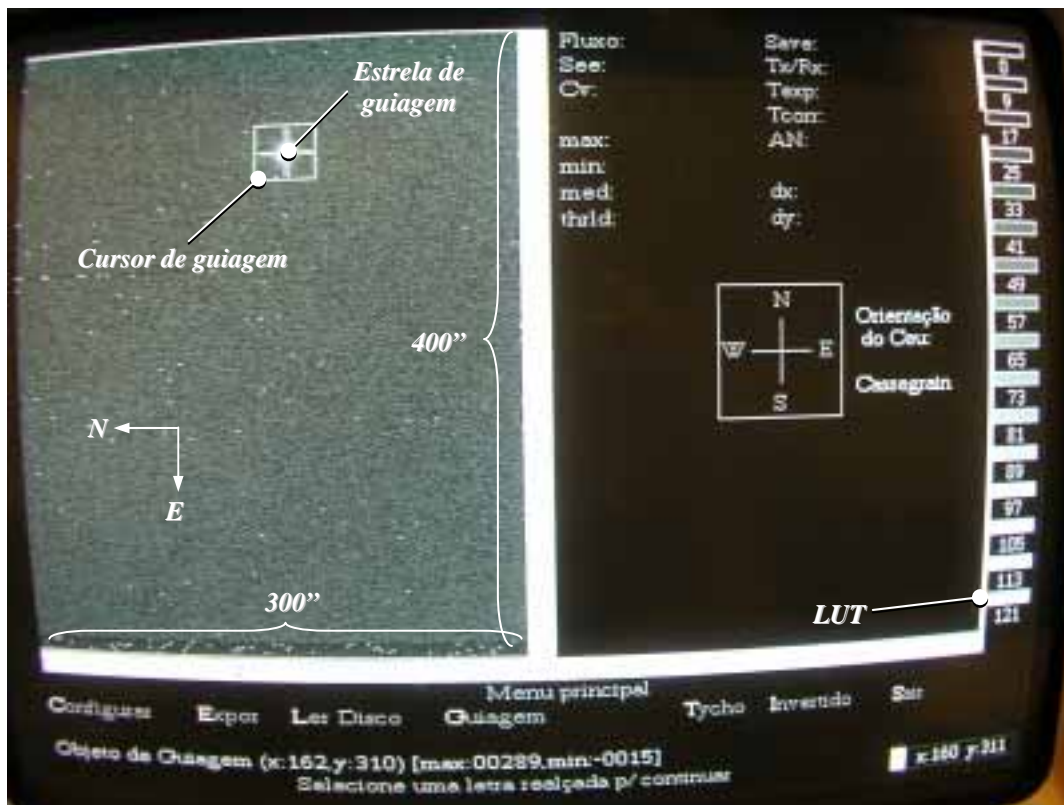 Fluxo:
See:
Cv:
max:
min:
med:
thrld:
Save:
Tx/Rx:
Texp:
Tcon:
AN:
dx:
dy:
Estrela de
guiagem
Cursor de guiagem
400”
N
E
300”
N
W E
S
Orientação
do Ceu:
Cassegrain
9
17
25
33
41
49
57
65
73
81
89
97
105
113
121
LUT
Menu principal
Configurar Expor Ler Disco Guiagem Tycho Invertido Sair
Objeto de Guiagem (x:162,y:310) [max:00289,min:-0015]
x:160 y:311
Selecione uma letra realçada p/ continuar